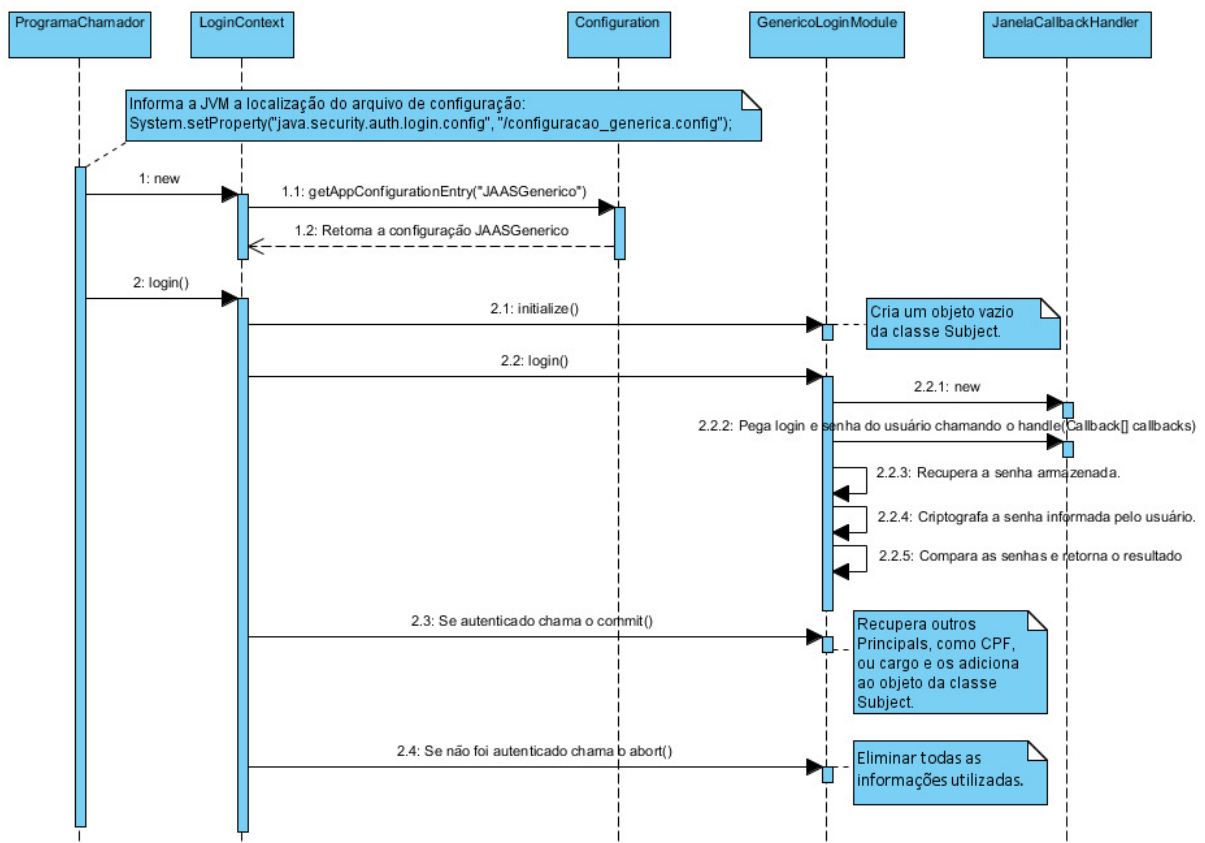 ProgramaChamador
LoginContext
Configuration
GenericoLoginModule
JanelaCallbackHandler
Informa a JVM a localização do arquivo de configuração:
System.setProperty("java.security.auth.login.config", "/configuracao_generica.config");
1: new
1.1: getAppConfigurationEntry("JAASGenerico")
1.2: Retorna a configuração JAASGenerico
2: login()
2.1: initialize()
Cria um objeto vazio
da classe Subject.
2.2: login()
2.2.1: new
2.2.2: Pega login e senha do usuário chamando o handle(Callback[] callbacks)
2.2.3: Recupera a senha armazenada.
2.2.4: Criptografa a senha informada pelo usuário.
2.2.5: Compara as senhas e retorna o resultado
2.3: Se autenticado chama o commit()
Recupera outros
Principals, como CPF,
ou cargo e os adiciona
ao objeto da classe
Subject.
2.4: Se não foi autenticado chama o abort()
Eliminar todas as
informações utilizadas.